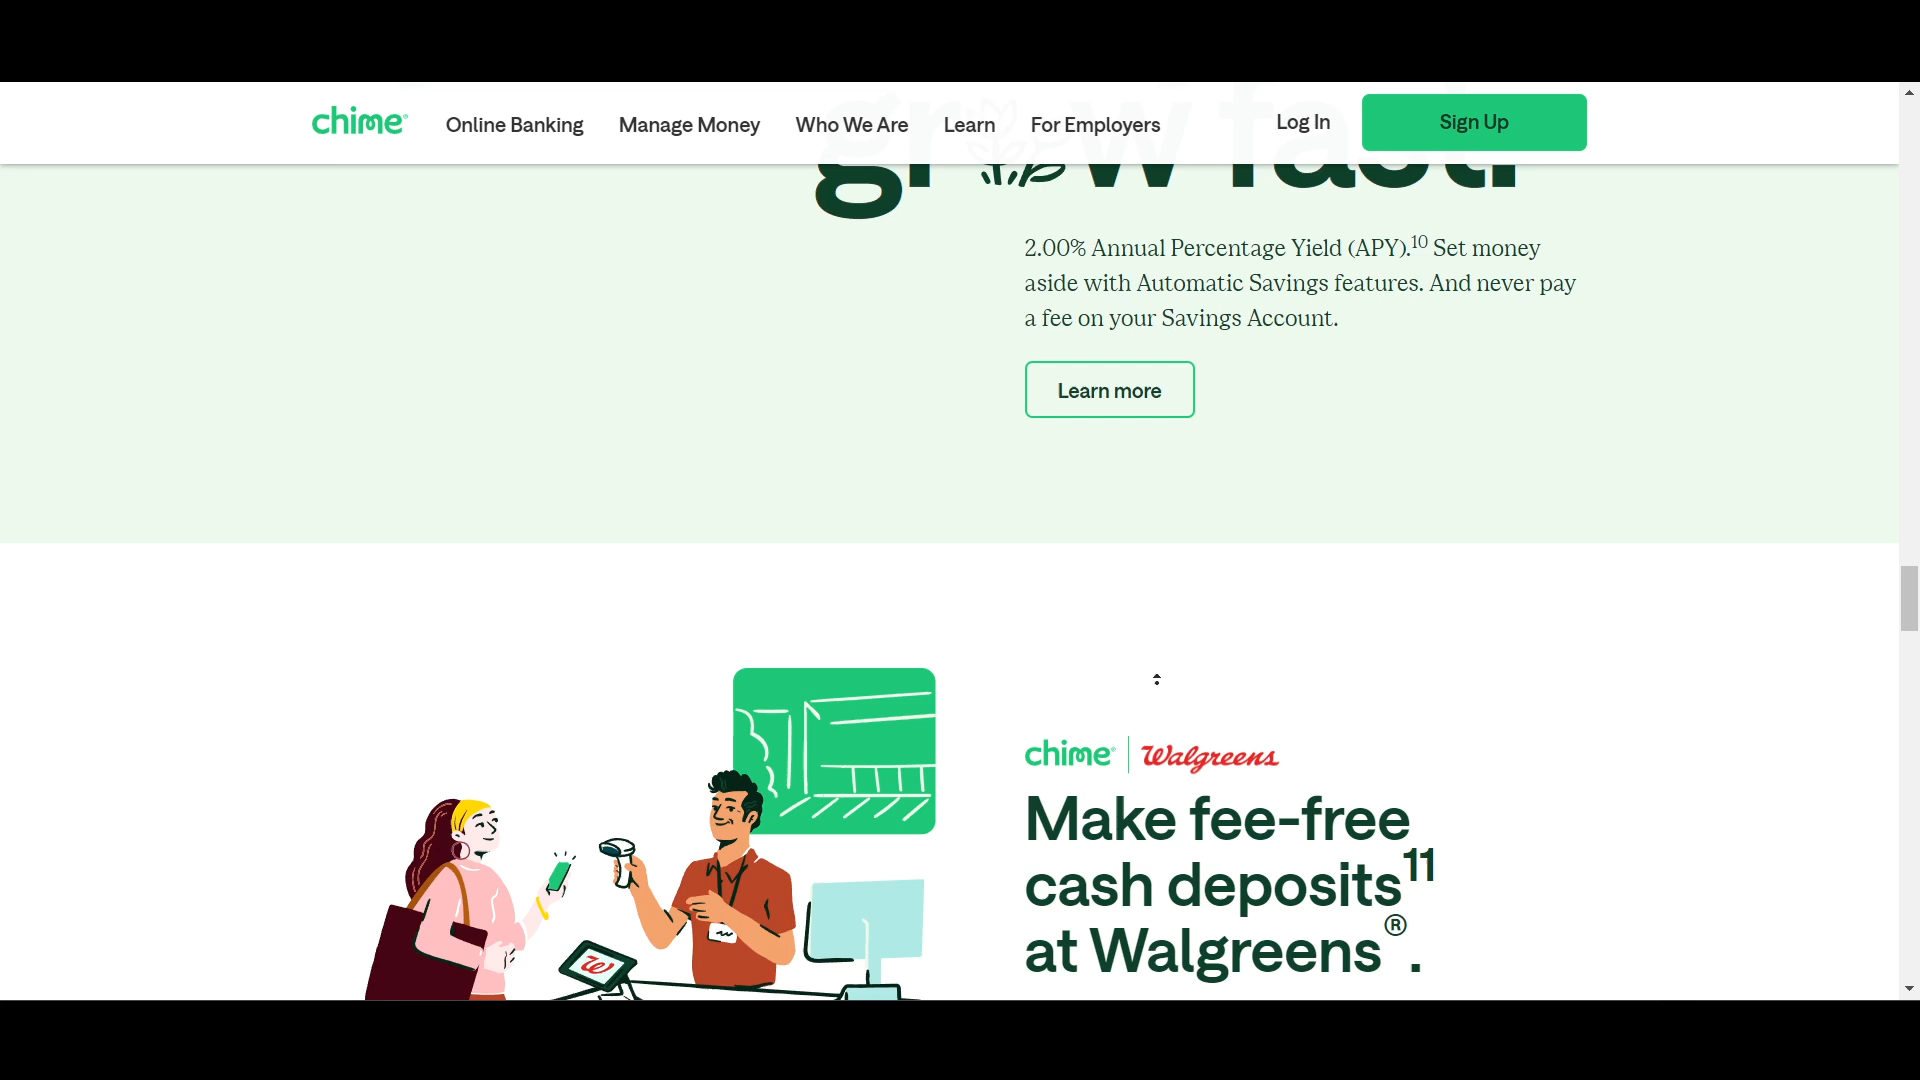 chime
Online Banking Manage Money Who We Are Learn For Employers Log In Sign Up
grow fast.
2.00% Annual Percentage Yield (APY).10 Set money
aside with Automatic Savings features. And never pay
a fee on your Savings Account.
Learn more
chime | Walgreens
Make fee-free
cash deposits11
at Walgreens®.
W